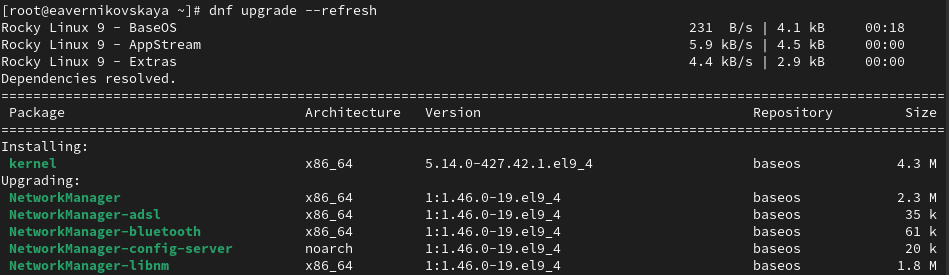 [root@eavernikovskaya ~]# dnf upgrade --refresh
Rocky Linux 9 - BaseOS                                231  B/s | 4.1 kB     00:18
Rocky Linux 9 - AppStream                             5.9 kB/s | 4.5 kB     00:00
Rocky Linux 9 - Extras                                4.4 kB/s | 2.9 kB     00:00
Dependencies resolved.
================================================================================
Package                         Architecture   Version                Repository         Size
================================================================================
Installing:
kernel                          x86_64         5.14.0-427.42.1.el9_4  baseos            4.3 M
Upgrading:
NetworkManager                  x86_64         1:1.46.0-19.el9_4      baseos            2.3 M
NetworkManager-adsl             x86_64         1:1.46.0-19.el9_4      baseos             35 k
NetworkManager-bluetooth        x86_64         1:1.46.0-19.el9_4      baseos             61 k
NetworkManager-config-server    noarch         1:1.46.0-19.el9_4      baseos             20 k
NetworkManager-libnm            x86_64         1:1.46.0-19.el9_4      baseos            1.8 M